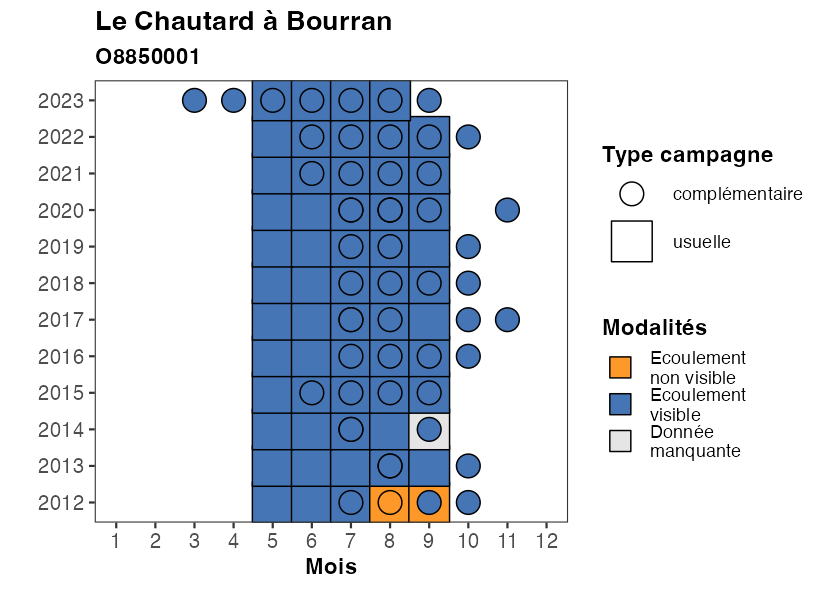 Le Chautard à Bourran
O8850001
2023
2022
2021
2020
2019
2018
2017
2016
2015
2014
2013
2012
1 2 3 4 5 6 7 8 9 10 11 12
Mois
Type campagne
complémentaire
usuelle
Modalités
Ecoulement
non visible
Ecoulement
visible
Donnée
manquante